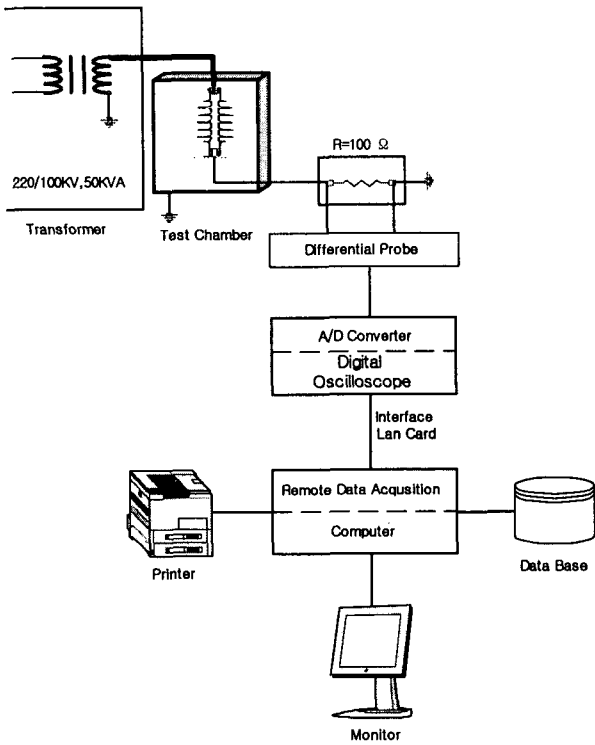 R=100 Ω
220/100KV,50KVA
Transformer
Test Chamber
Differential Probe
A/D Converter
Digital
Oscilloscope
Interface
Lan Card
Remote Data Acqusition
Computer
Printer
Data Base
Monitor